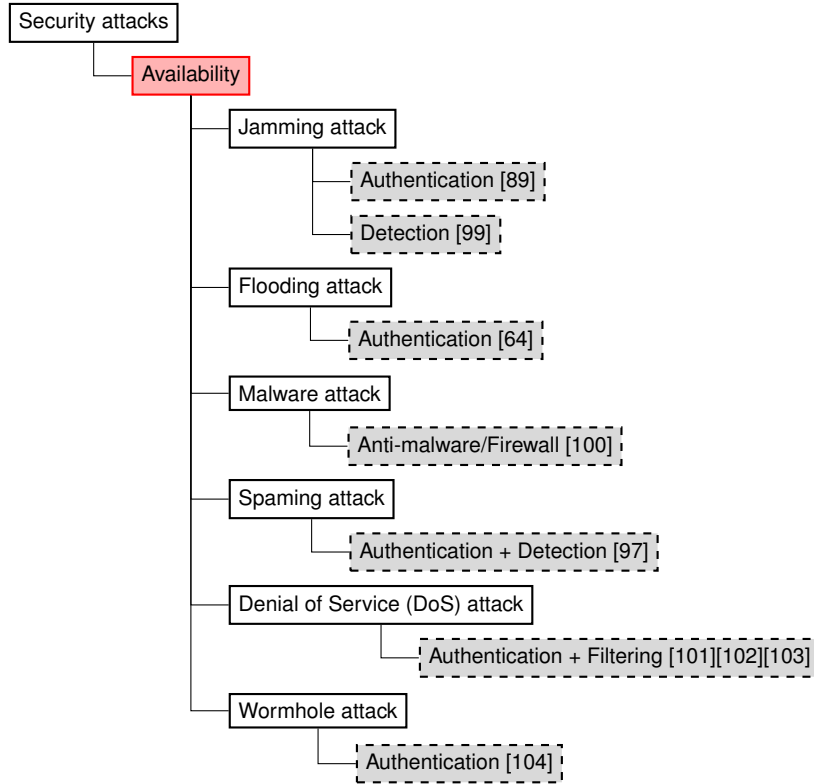 Security attacks
Availability
Jamming attack
Authentication [89]
Detection [99]
Flooding attack
Authentication [64]
Malware attack
Anti-malware/Firewall [100]
Spaming attack
Authentication + Detection [97]
Denial of Service (DoS) attack
Authentication + Filtering [101][102][103]
Wormhole attack
Authentication [104]